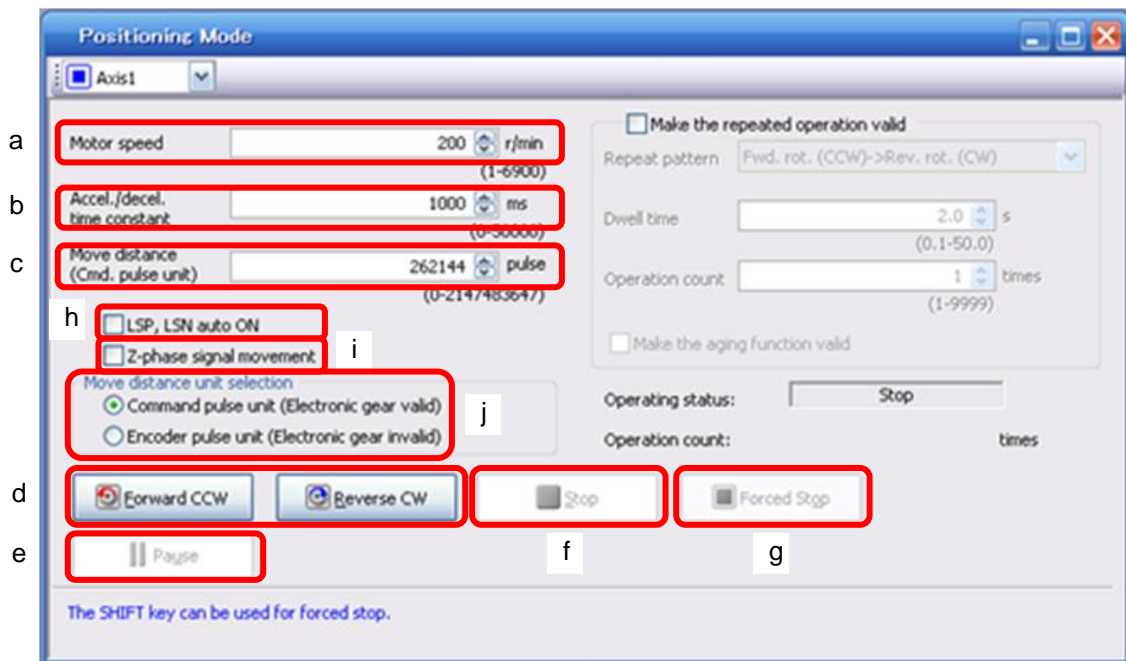 Positioning Mode
Axis1
a
Motor speed
200
r/min
(1-6900)
b
Accel./decel.
time constant
1000
ms
(0-50000)
c
Move distance
(Cmd. pulse unit)
262144
pulse
(0-2147483647)
h
LSP, LSN auto ON
Z-phase signal movement
i
Move distance unit selection
Command pulse unit (Electronic gear valid)
Encoder pulse unit (Electronic gear invalid)
j
Make the repeated operation valid
Repeat pattern
Fwd. rot. (CCW)->Rev. rot. (CW)
Dwell time
2.0
s
(0.1-50.0)
Operation count
1
times
(1-9999)
Make the aging function valid
Operating status:
Stop
Operation count:
times
d
Forward CCW
Reverse CW
Stop
Forced Stop
e
Pause
f
g
The SHIFT key can be used for forced stop.